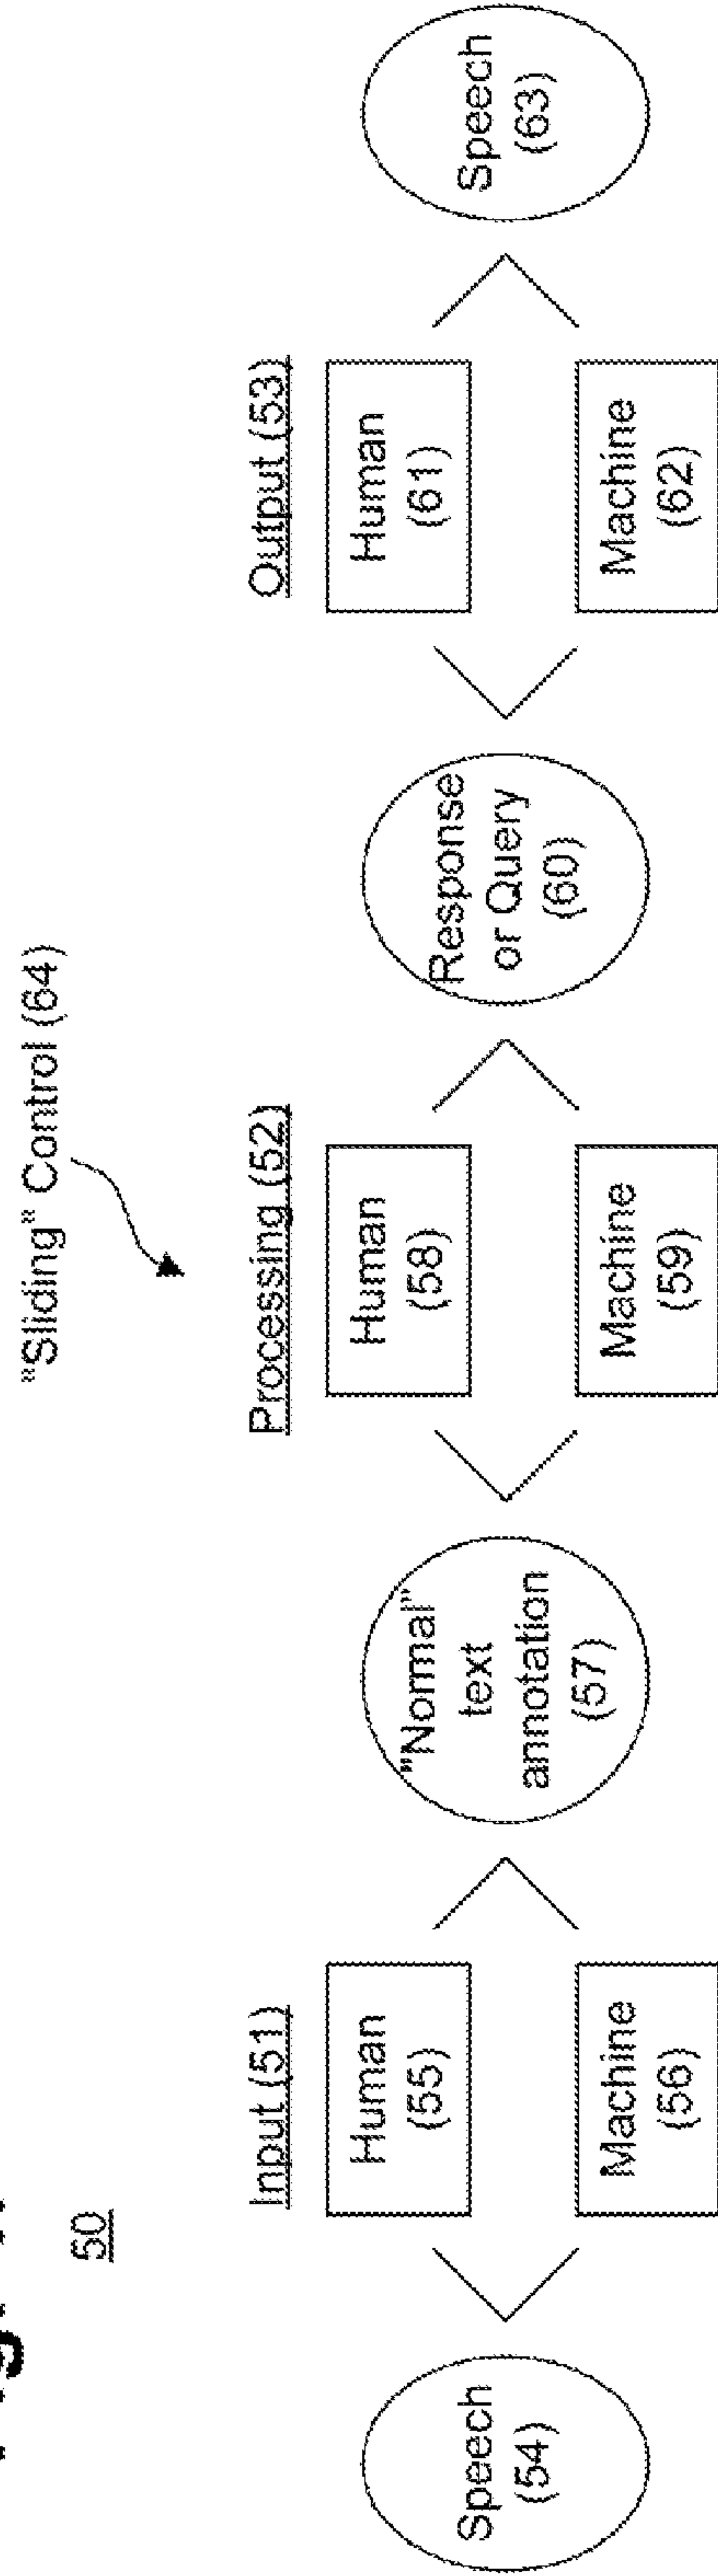 50
"Sliding" Control (64)
Input (51)
Processing (52)
Output (53)
Speech
(54)
Human
(55)
Machine
(56)
"Normal"
text
annotation
(57)
Human
(58)
Machine
(59)
Response
or Query
(60)
Human
(61)
Machine
(62)
Speech
(63)